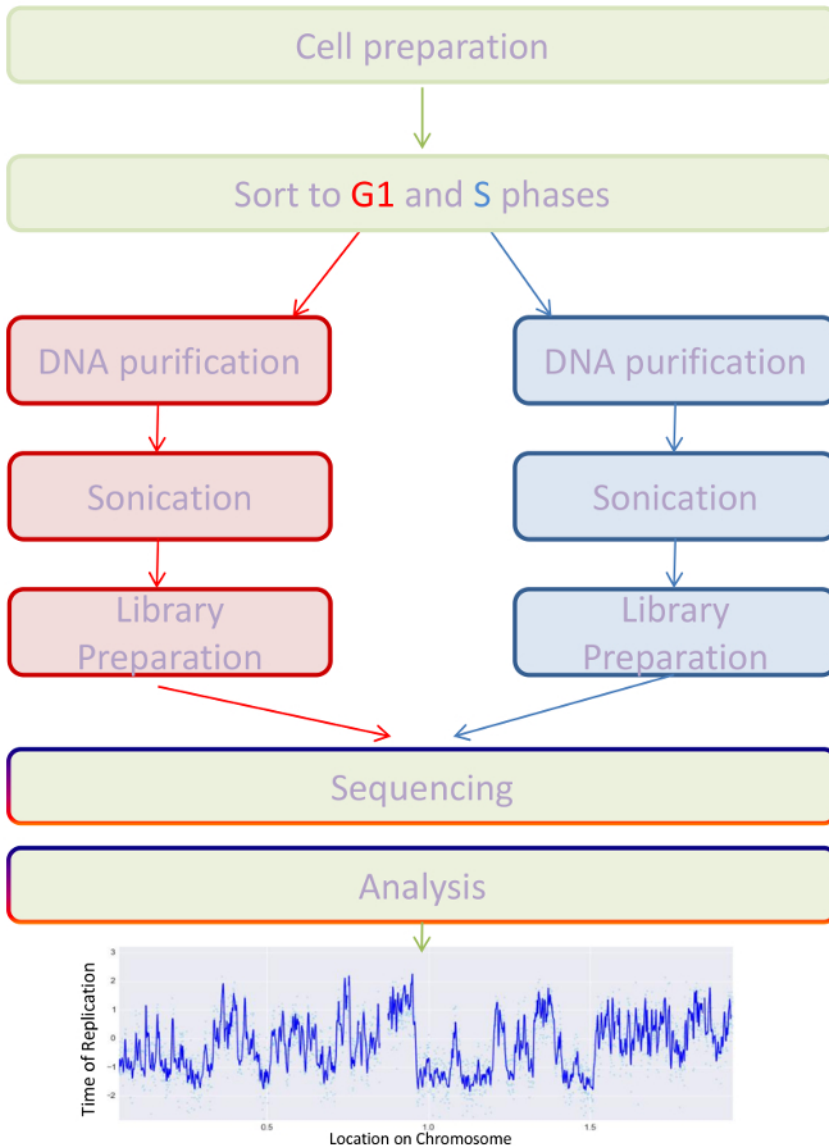 Cell preparation
Sort to G1 and S phases
DNA purification
DNA purification
Sonication
Sonication
Library
Preparation
Library
Preparation
Sequencing
Analysis
Time of Replication
3
2
1
0
-1
-2
0.5
1.0
1.5
Location on Chromosome